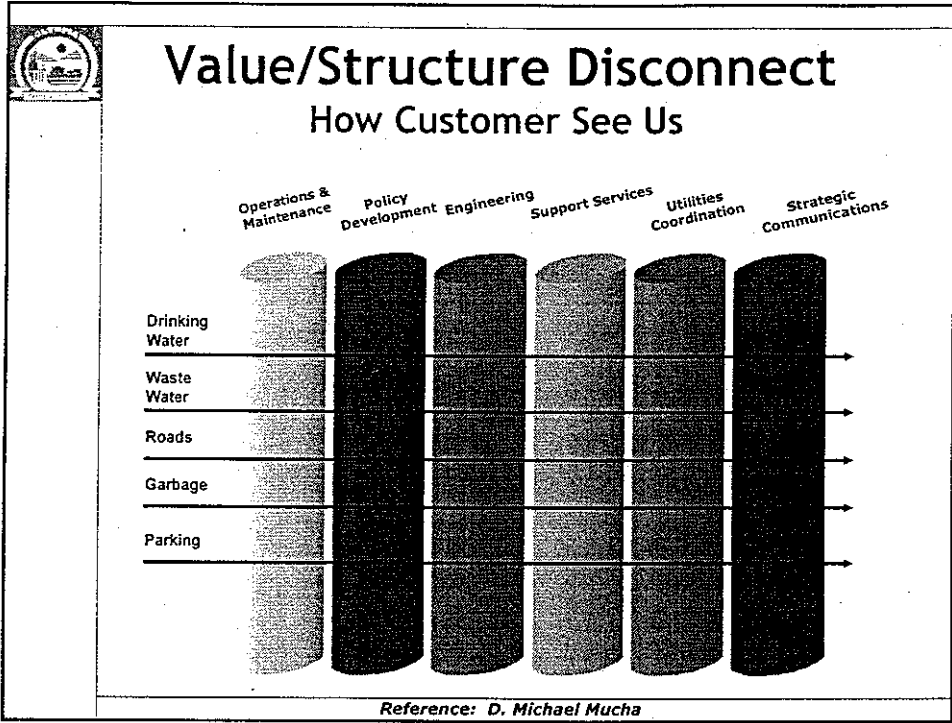 Value/Structure Disconnect
How Customer See Us
Operations &
Maintenance
Policy
Development
Engineering
Support Services
Utilities
Coordination
Strategic
Communications
Drinking
Water
Waste
Water
Roads
Garbage
Parking
Reference: D. Michael Mucha